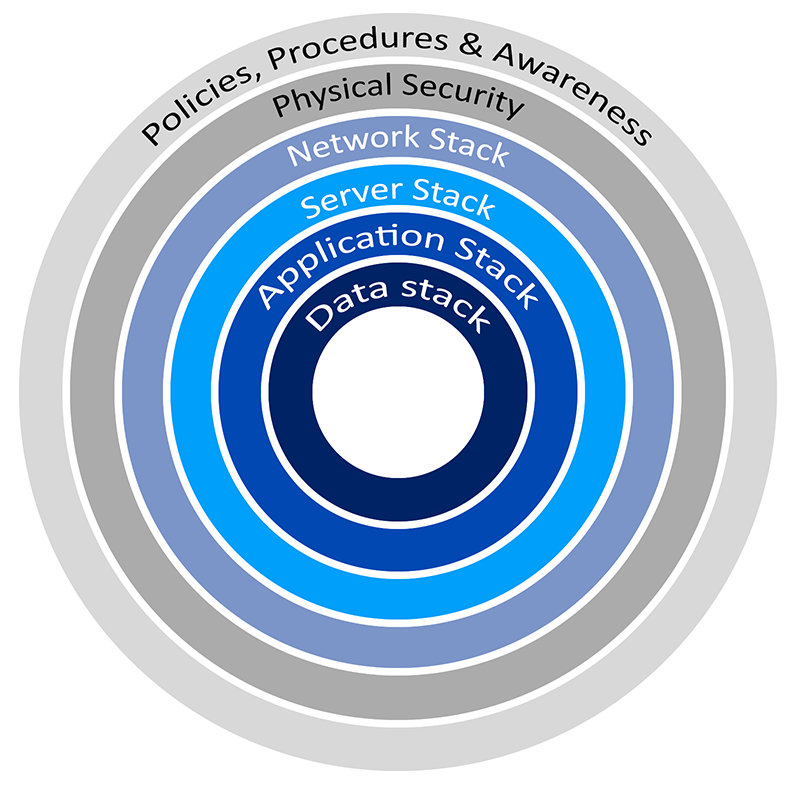 Policies, Procedures & Awareness
Physical Security
Network Stack
Server Stack
Application Stack
Data stack